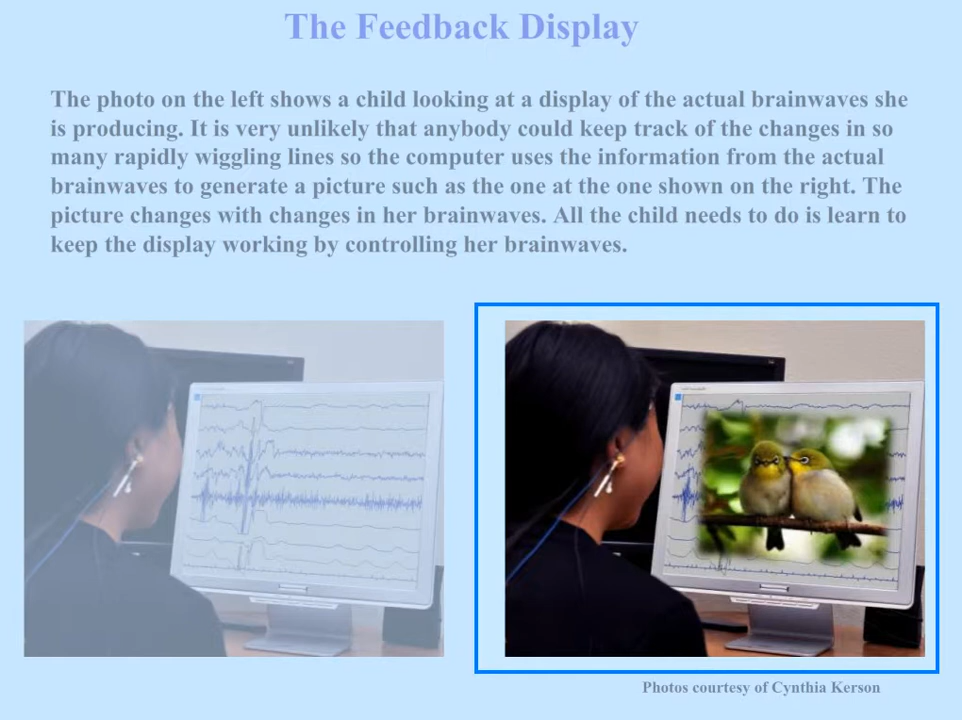 The Feedback Display
The photo on the left shows a child looking at a display of the actual brainwaves she
is producing. It is very unlikely that anybody could keep track of the changes in so
many rapidly wiggling lines so the computer uses the information from the actual
brainwaves to generate a picture such as the one at the one shown on the right. The
picture changes with changes in her brainwaves. All the child needs to do is learn to
keep the display working by controlling her brainwaves.
Photos courtesy of Cynthia Kerson